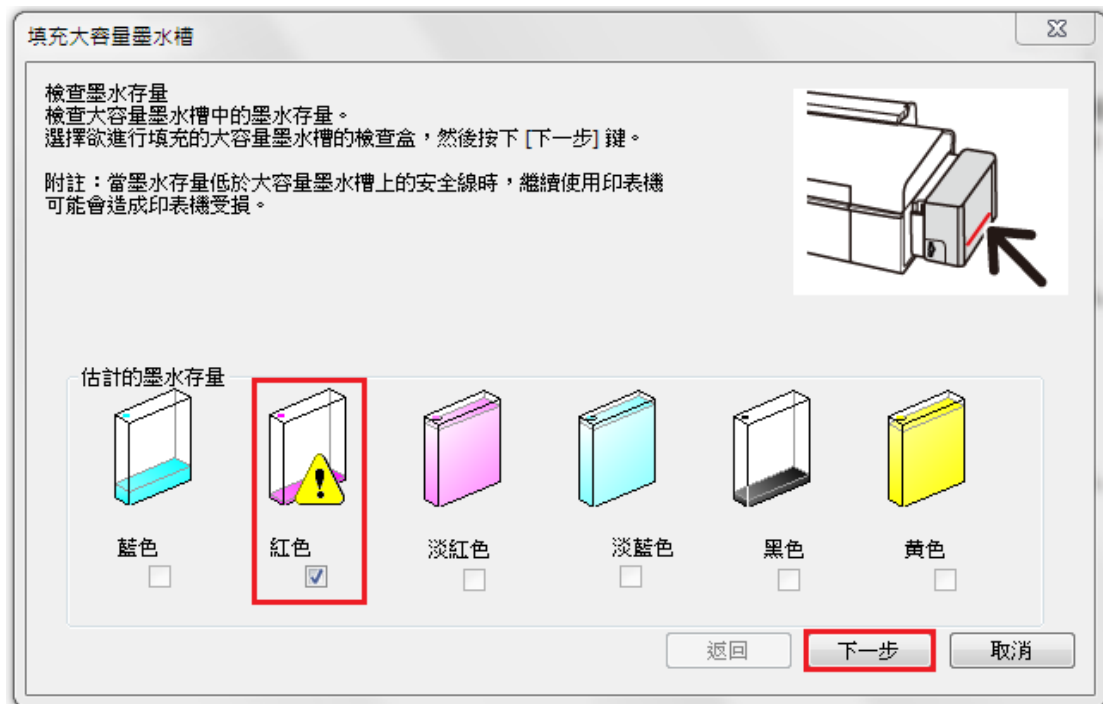 填充大容量墨水槽
檢查墨水存量
檢查大容量墨水槽中的墨水存量。
選擇欲進行填充的大容量墨水槽的檢查盒，然後按下 [下一步] 鍵。
附註：當墨水存量低於大容量墨水槽上的安全線時，繼續使用印表機
可能會造成印表機受損。
估計的墨水存量
藍色 紅色 淡紅色 淡藍色 黑色 黃色
返回 下一步 取消